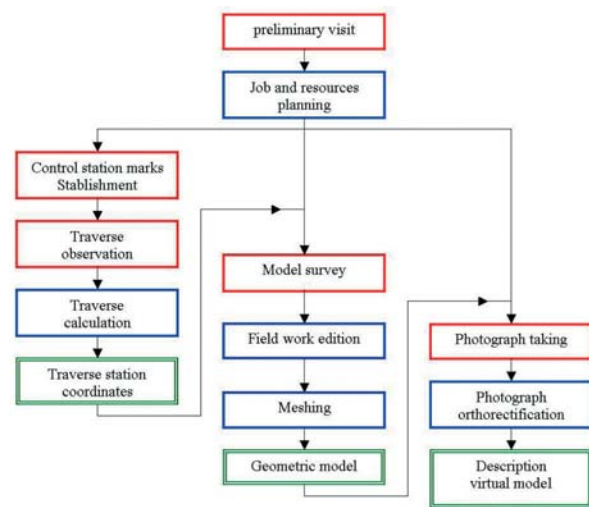 preliminary visit
Job and resources
planning
Control station marks
Stablishment
Traverse
observation
Traverse
calculation
Traverse station
coordinates
Model survey
Field work edition
Meshing
Geometric model
Photograph taking
Photograph
orthorectification
Description
virtual model